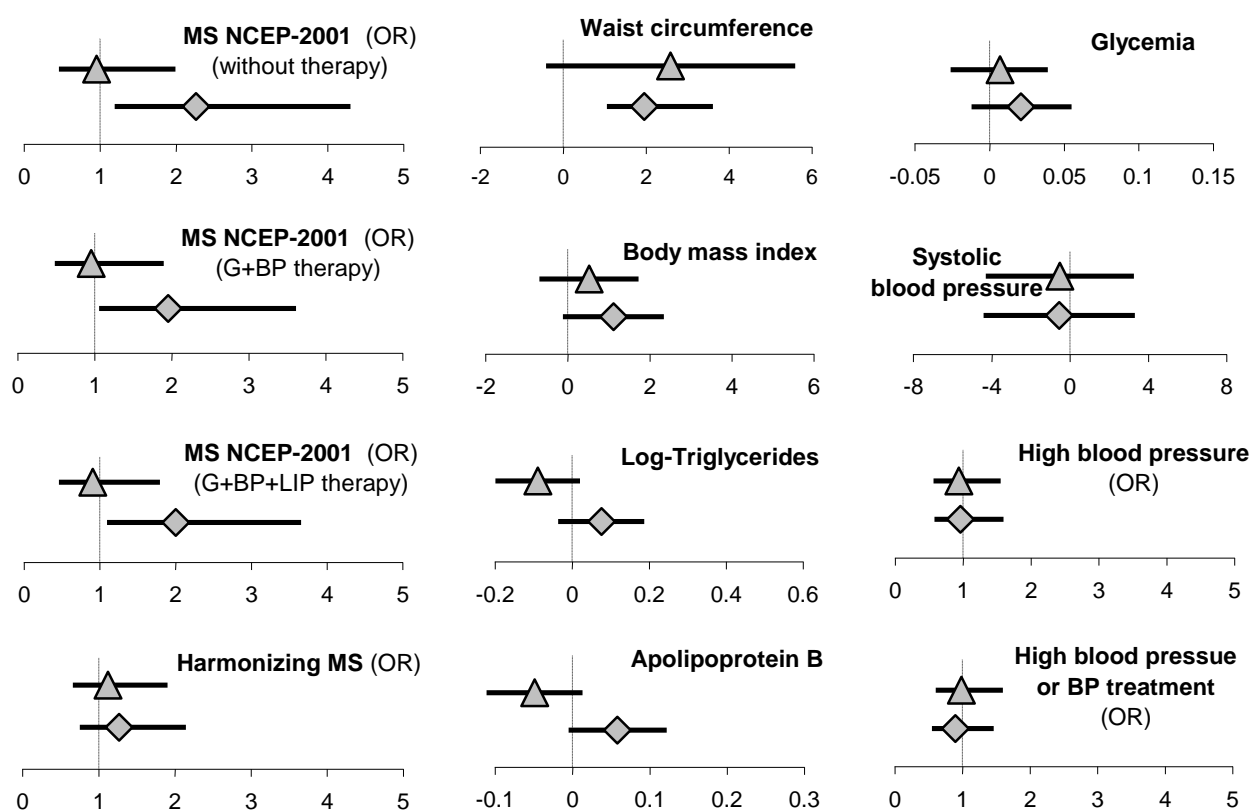 MS NCEP-2001 (OR)
(without therapy)
0 1 2 3 4 5
Waist circumference
-2 0 2 4 6
Glycemia
-0.05 0 0.05 0.1 0.15
MS NCEP-2001 (OR)
(G+BP therapy)
0 1 2 3 4 5
Body mass index
-2 0 2 4 6
Systolic
blood pressure
-8 -4 0 4 8
MS NCEP-2001 (OR)
(G+BP+LIP therapy)
0 1 2 3 4 5
Log-Triglycerides
-0.2 0 0.2 0.4 0.6
High blood pressure
(OR)
0 1 2 3 4 5
Harmonizing MS (OR)
0 1 2 3 4 5
Apolipoprotein B
-0.1 0 0.1 0.2 0.3
High blood pressue
or BP treatment
(OR)
0 1 2 3 4 5